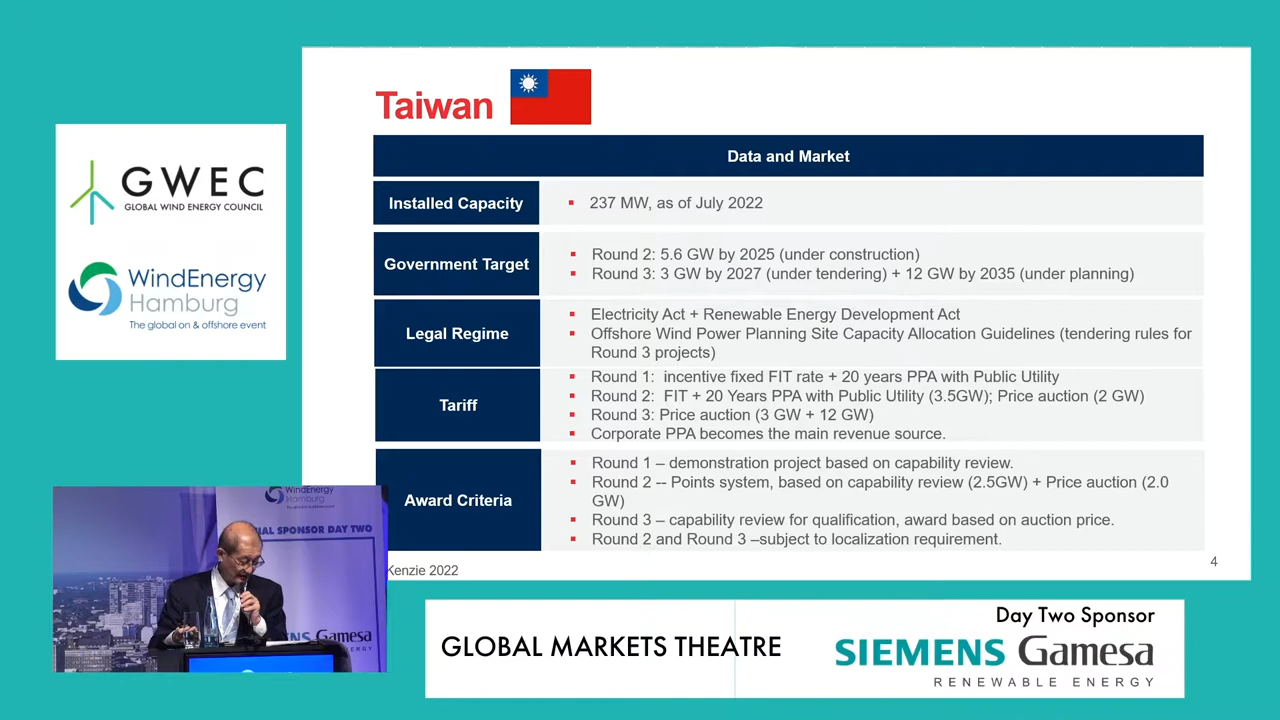 Taiwan
Data and Market
Installed Capacity
▪ 237 MW, as of July 2022
Government Target
▪ Round 2: 5.6 GW by 2025 (under construction)
▪ Round 3: 3 GW by 2027 (under tendering) + 12 GW by 2035 (under planning)
Legal Regime
▪ Electricity Act + Renewable Energy Development Act
▪ Offshore Wind Power Planning Site Capacity Allocation Guidelines (tendering rules for
Round 3 projects)
Tariff
▪ Round 1: incentive fixed FIT rate + 20 years PPA with Public Utility
▪ Round 2: FIT + 20 Years PPA with Public Utility (3.5GW); Price auction (2 GW)
▪ Round 3: Price auction (3 GW + 12 GW)
▪ Corporate PPA becomes the main revenue source.
Award Criteria
▪ Round 1 – demonstration project based on capability review.
▪ Round 2 -- Points system, based on capability review (2.5GW) + Price auction (2.0
GW)
▪ Round 3 – capability review for qualification, award based on auction price.
▪ Round 2 and Round 3 –subject to localization requirement.
Kenzie 2022
4
GWEC
GLOBAL WIND ENERGY COUNCIL
WindEnergy
Hamburg
The global on & offshore event
WindEnergy
Hamburg
IAL SPONSOR DAY TWO
NS Gamesa
ERGY
GLOBAL MARKETS THEATRE
Day Two Sponsor
SIEMENS Gamesa
RENEWABLE ENERGY